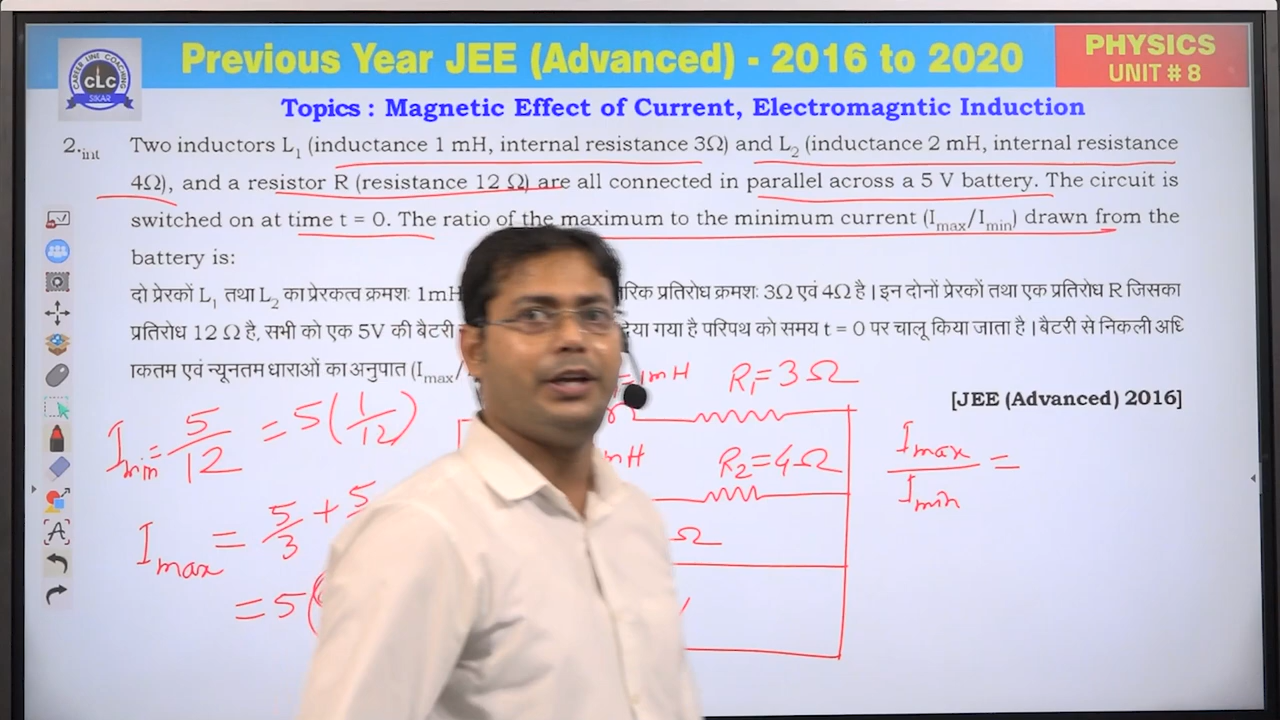 Previous Year JEE (Advanced) - 2016 to 2020
PHYSICS
UNIT # 8
CAREER LINE COACHING
CLC
SIKAR
Topics : Magnetic Effect of Current, Electromagntic Induction
2.int Two inductors L1 (inductance 1 mH, internal resistance 3Ω) and L2 (inductance 2 mH, internal resistance
4Ω), and a resistor R (resistance 12 Ω) are all connected in parallel across a 5 V battery. The circuit is
switched on at time t = 0. The ratio of the maximum to the minimum current (Imax/Imin) drawn from the
battery is:
दो प्रेरकों L1 तथा L2 का प्रेरकत्व क्रमशः 1mH रिक प्रतिरोध क्रमशः 3Ω एवं 4Ω है। इन दोनों प्रेरकों तथा एक प्रतिरोध R जिसका
प्रतिरोध 12 Ω है, सभी को एक 5V की बैटरी दिया गया है परिपथ को समय t = 0 पर चालू किया जाता है। बैटरी से निकली अधि
कतम एवं न्यूनतम धाराओं का अनुपात (Imax/
[JEE (Advanced) 2016]
=1mH R1=3Ω
Imin = 5/12 = 5(1/12)
mH R2=4Ω
Imax/Imin =
Imax = 5/3 + 5
Ω
= 5(